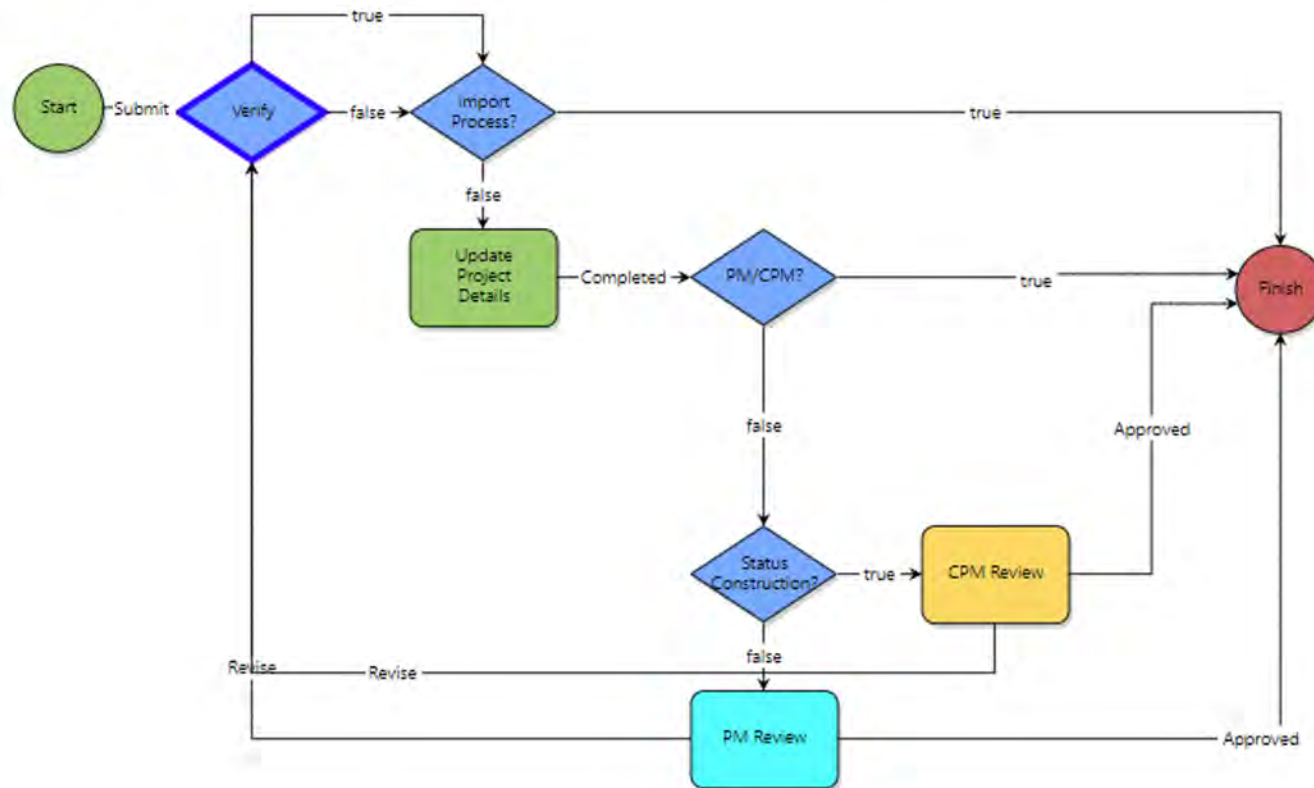 true
Start
Submit
Verify
false
Import
Process?
true
false
Update
Project
Details
Completed
PM/CPM?
true
Finish
false
Approved
Status
Construction?
true
CPM Review
false
Revise
Revise
PM Review
Approved